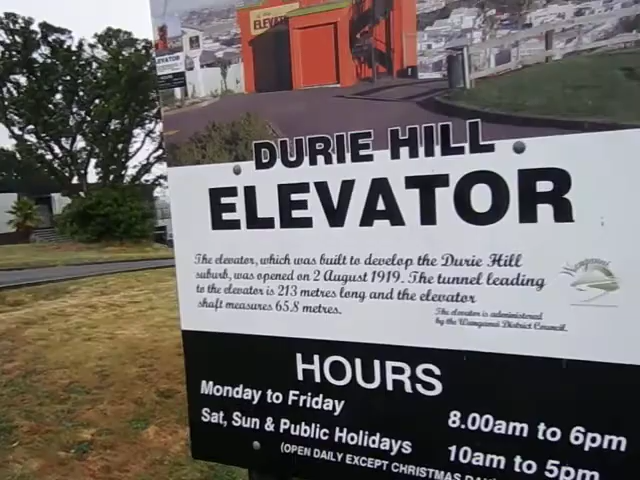 ELEVATOR
DURIE HILL
ELEVATOR
The elevator, which was built to develop the Durie Hill
suburb, was opened on 2 August 1919. The tunnel leading
to the elevator is 213 metres long and the elevator
shaft measures 65.8 metres.
The elevator is administered
by the Wanganui District Council.
HOURS
Monday to Friday 8.00am to 6pm
Sat, Sun & Public Holidays 10am to 5pm
(OPEN DAILY EXCEPT CHRISTMAS